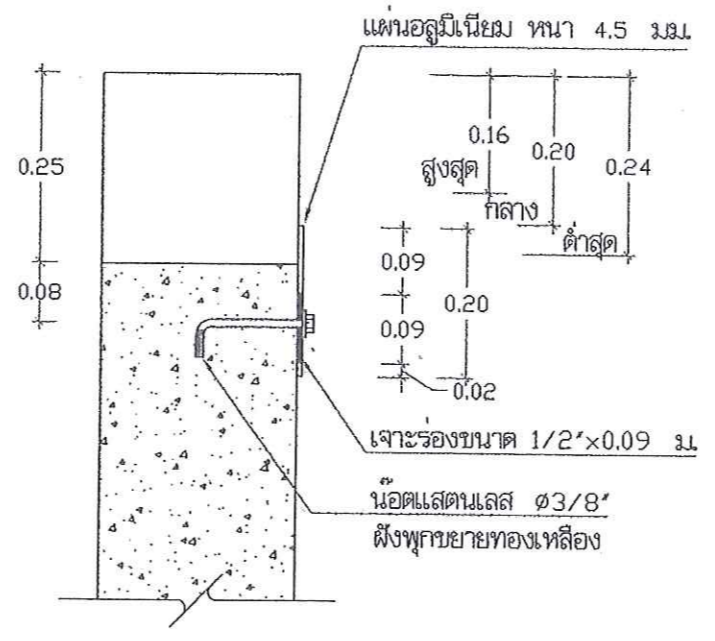 แผ่นอลูมิเนียม หนา 4.5 มม.
0.25
0.08
0.16
0.20
0.24
สูงสุด
กลาง
ต่ำสุด
0.09
0.09
0.20
0.02
เจาะร่องขนาด 1/2"x0.09 ม.
น๊อตแสตนเลส ø3/8"
ฝังพุกขยายทองเหลือง